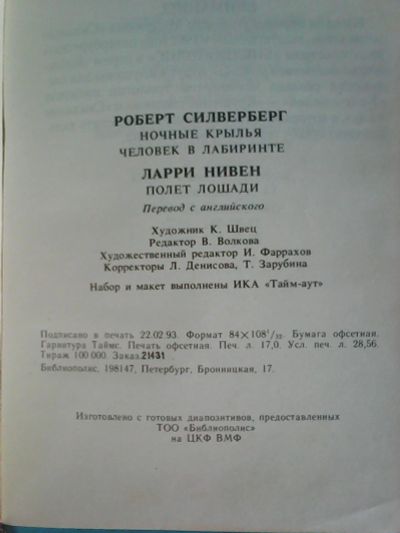 РОБЕРТ СИЛВЕРБЕРГ
НОЧНЫЕ КРЫЛЬЯ
ЧЕЛОВЕК В ЛАБИРИНТЕ
ЛАРРИ НИВЕН
ПОЛЕТ ЛОШАДИ
Перевод с английского
Художник К. Швец
Редактор В. Волкова
Художественный редактор И. Фаррахов
Корректоры Л. Денисова, Т. Зарубина
Набор и макет выполнены ИКА «Тайм-аут»
Подписано в печать 22.02.93. Формат 84×108¹/₃₂. Бумага офсетная.
Гарнитура Таймс. Печать офсетная. Печ. л. 17,0. Усл. печ. л. 28,56.
Тираж 100 000. Заказ 21431.
Библиополис, 198147, Петербург, Бронницкая, 17.
Изготовлено с готовых диапозитивов, предоставленных
ТОО «Библиополис»
на ЦКФ ВМФ